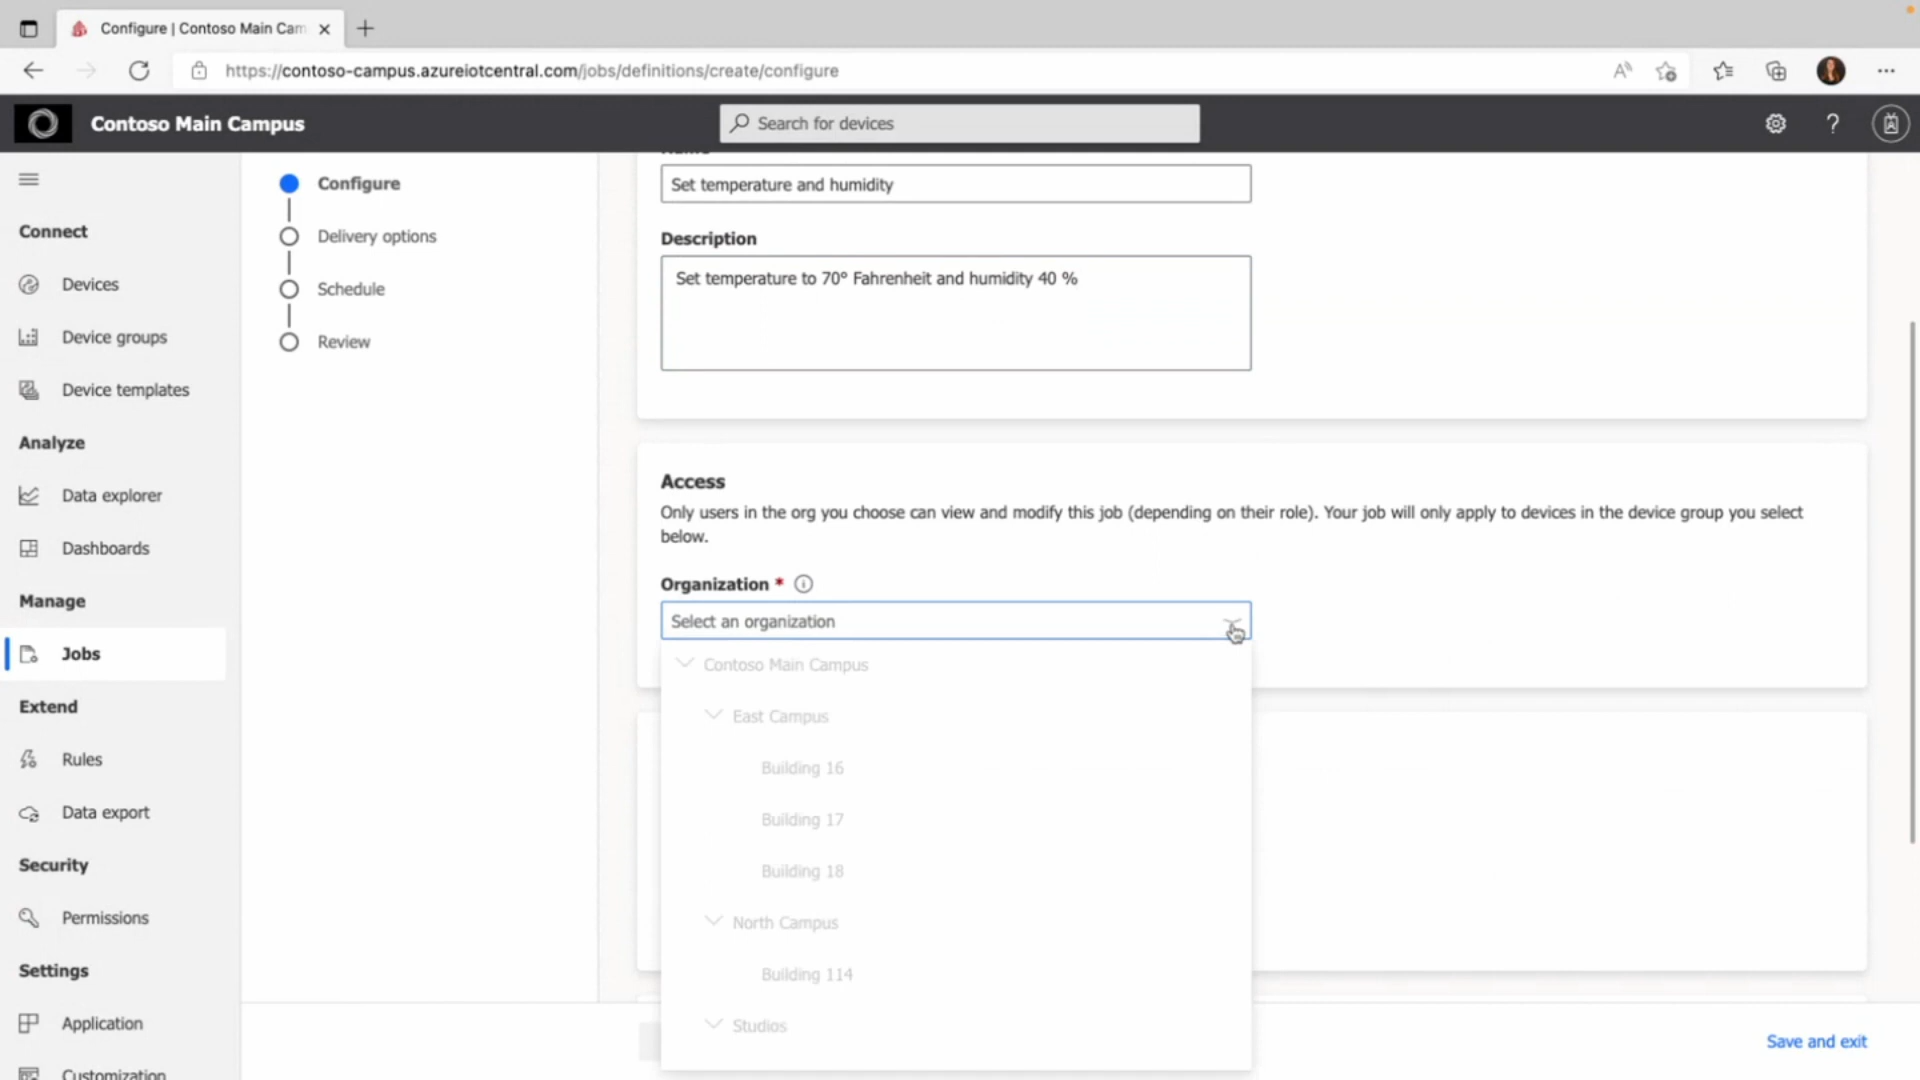 Configure | Contoso Main Cam
https://contoso-campus.azureiotcentral.com/jobs/definitions/create/configure
Contoso Main Campus
Search for devices
Connect
Devices
Device groups
Device templates
Analyze
Data explorer
Dashboards
Manage
Jobs
Extend
Rules
Data export
Security
Permissions
Settings
Application
Customization
Configure
Delivery options
Schedule
Review
Name
Set temperature and humidity
Description
Set temperature to 70° Fahrenheit and humidity 40 %
Access
Only users in the org you choose can view and modify this job (depending on their role). Your job will only apply to devices in the device group you select
below.
Organization *
Select an organization
Contoso Main Campus
East Campus
Building 16
Building 17
Building 18
North Campus
Building 114
Studios
Save and exit